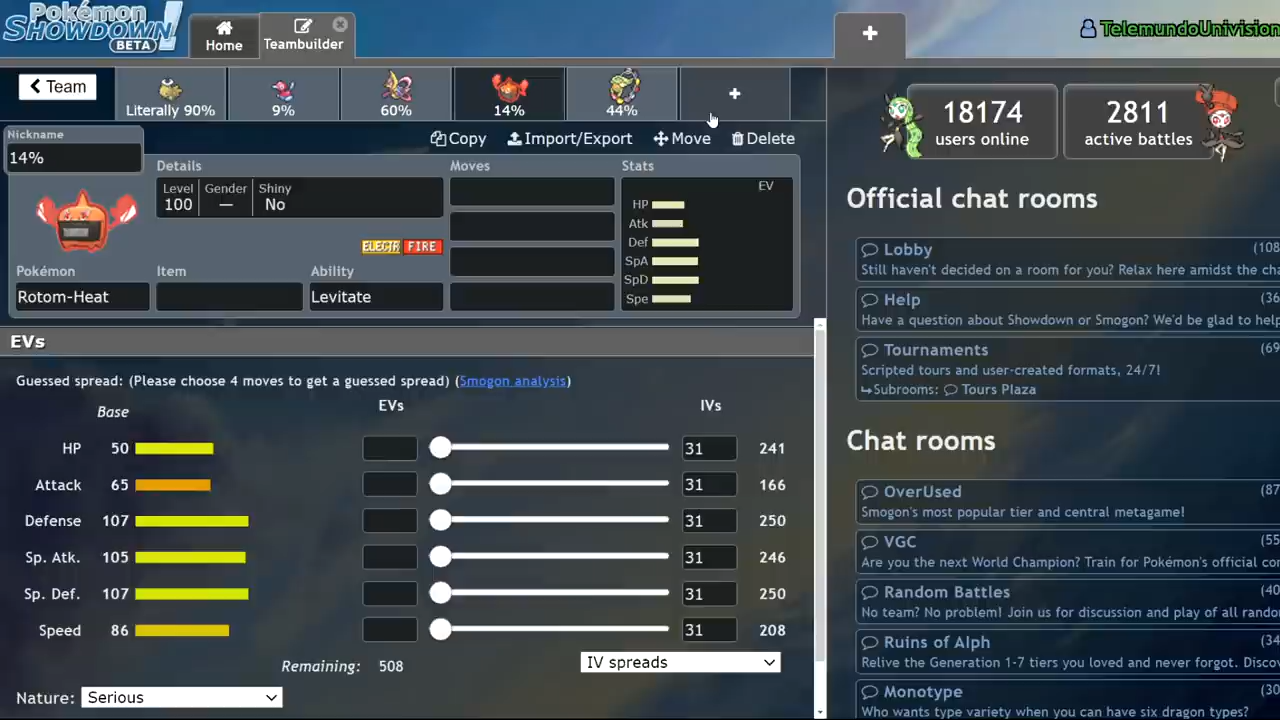 Pokémon
SHOWDOWN!
BETA
Home
Teambuilder
TelemundoUnivision
Team
Literally 90%
9%
60%
14%
44%
Nickname
14%
Copy
Import/Export
Move
Delete
Details
Level
100
Gender
—
Shiny
No
ELECTR
FIRE
Pokémon
Rotom-Heat
Item
Ability
Levitate
Moves
Stats
EV
HP
Atk
Def
SpA
SpD
Spe
EVs
Guessed spread: (Please choose 4 moves to get a guessed spread) (Smogon analysis)
Base
EVs
IVs
HP 50 31 241
Attack 65 31 166
Defense 107 31 250
Sp. Atk. 105 31 246
Sp. Def. 107 31 250
Speed 86 31 208
Remaining: 508
IV spreads
Nature: Serious
18174
users online
2811
active battles
Official chat rooms
Lobby (108
Still haven't decided on a room for you? Relax here amidst the cha
Help (36
Have a question about Showdown or Smogon? We'd be glad to help
Tournaments (69
Scripted tours and user-created formats, 24/7!
↳Subrooms: Tours Plaza
Chat rooms
OverUsed (87
Smogon's most popular tier and central metagame!
VGC (55
Are you the next World Champion? Train for Pokémon's official co
Random Battles (40
No team? No problem! Join us for discussion and play of all rando
Ruins of Alph (34
Relive the Generation 1-7 tiers you loved and never forgot. Disco
Monotype (30
Who wants type variety when you can have six dragon types?